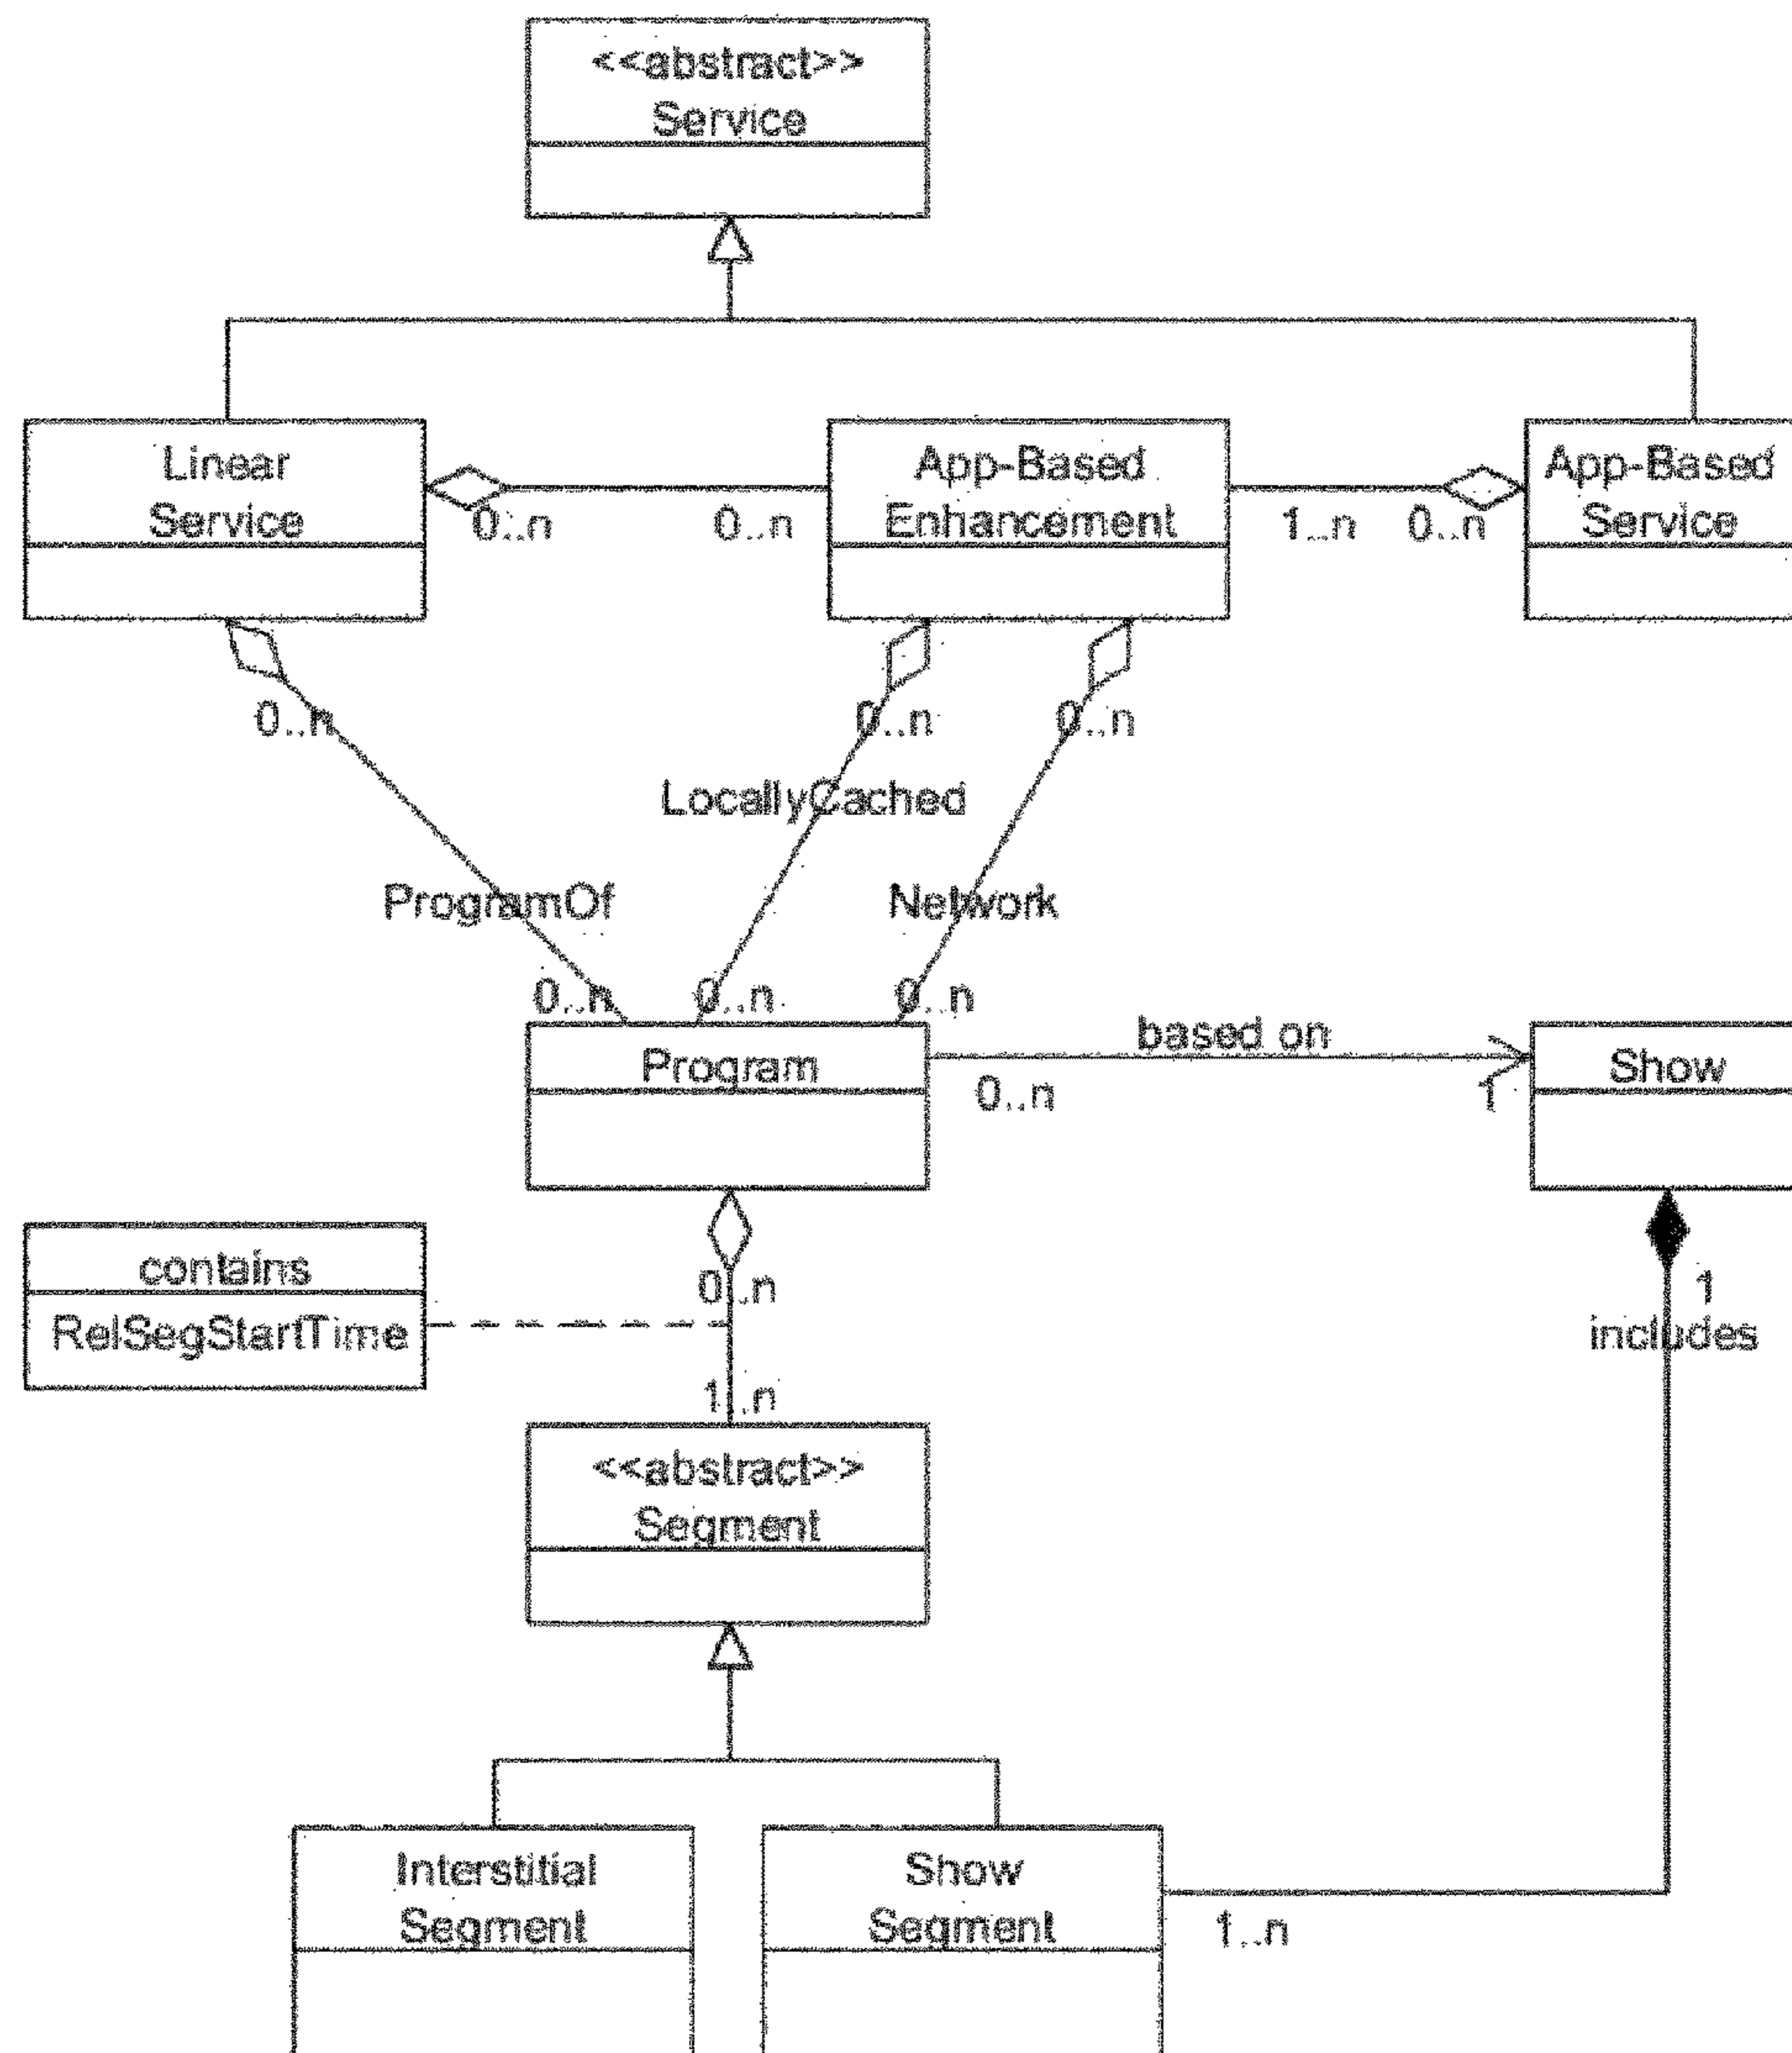 <<abstract>>
Service
Linear
Service
App-Based
Enhancement
App-Based
Service
0..n
0..n
1..n
0..n
0..n
0..n
0..n
LocallyCached
ProgramOf
Network
0..n
0..n
0..n
Program
based on
0..n
1
Show
contains
RelSegStartTime
0..n
1
includes
1..n
<<abstract>>
Segment
Interstitial
Segment
Show
Segment
1..n